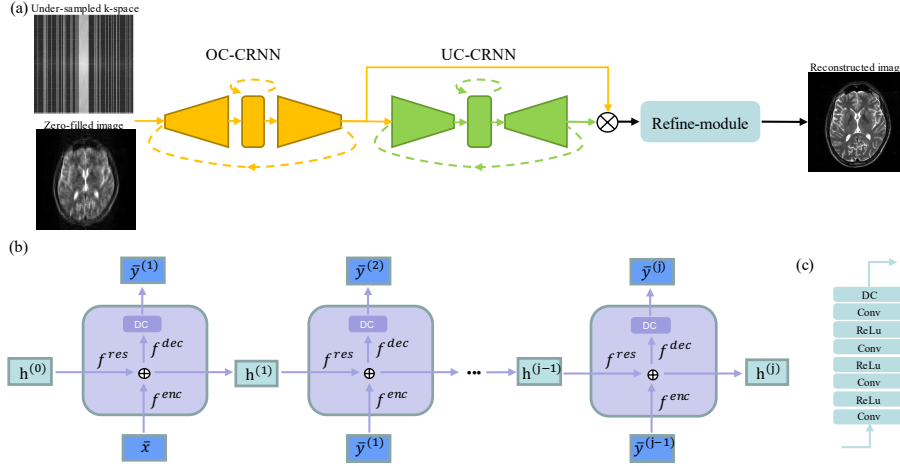 (a)
Under-sampled k-space
OC-CRNN
UC-CRNN
Reconstructed image
Zero-filled image
Refine-module
(b)
ȳ⁽¹⁾
ȳ⁽²⁾
ȳ⁽ʲ⁾
DC
DC
DC
f^res
f^dec
f^res
f^dec
f^res
f^dec
h⁽⁰⁾
h⁽¹⁾
...
h⁽ʲ⁻¹⁾
h⁽ʲ⁾
f^enc
f^enc
f^enc
x̄
ȳ⁽¹⁾
ȳ⁽ʲ⁻¹⁾
(c)
DC
Conv
ReLu
Conv
ReLu
Conv
ReLu
Conv